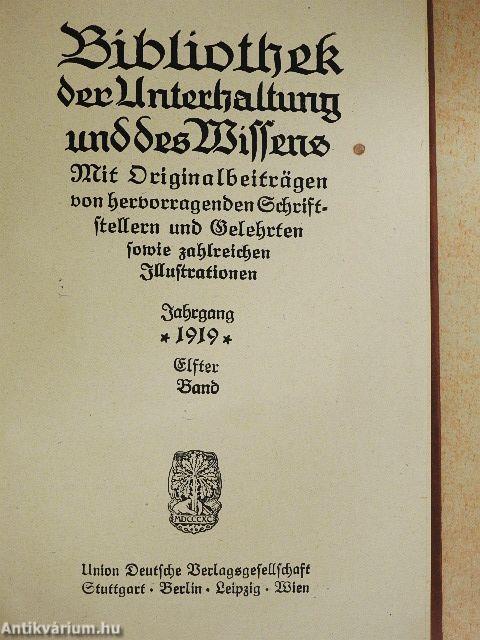 Bibliothek
der Unterhaltung
und des Wissens
Mit Originalbeiträgen
von hervorragenden Schrift-
stellern und Gelehrten
sowie zahlreichen
Illustrationen
Jahrgang
* 1919 *
Elfter
Band
MDCCCXC
Union Deutsche Verlagsgesellschaft
Stuttgart · Berlin · Leipzig · Wien
Antikvárium.hu